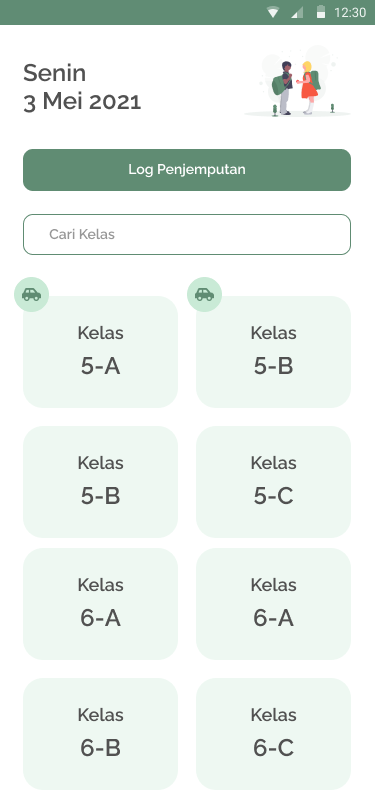 12:30
Senin
3 Mei 2021
Log Penjemputan
Cari Kelas
Kelas
5-A
Kelas
5-B
Kelas
5-B
Kelas
5-C
Kelas
6-A
Kelas
6-A
Kelas
6-B
Kelas
6-C